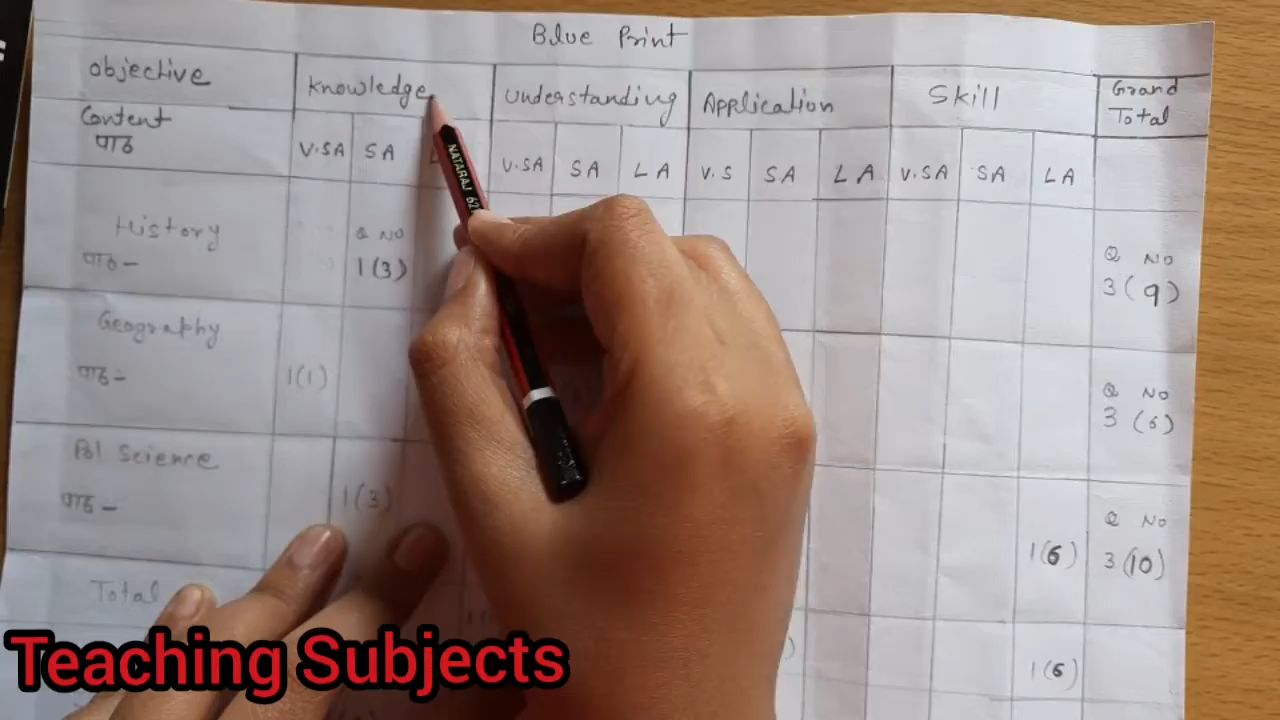 Blue Print
Objective Knowledge Understanding Application Skill Grand Total
Content
पाठ
V.SA SA V.SA SA LA V.S SA LA V.SA SA LA
History Q NO Q NO
पाठ- 1(3) 3(9)
Geography Q NO
पाठ- 1(1) 3(6)
Pol Science Q NO
पाठ- 1(3) 1(6) 3(10)
Total
1(6)
NATARAJ 621
Teaching Subjects